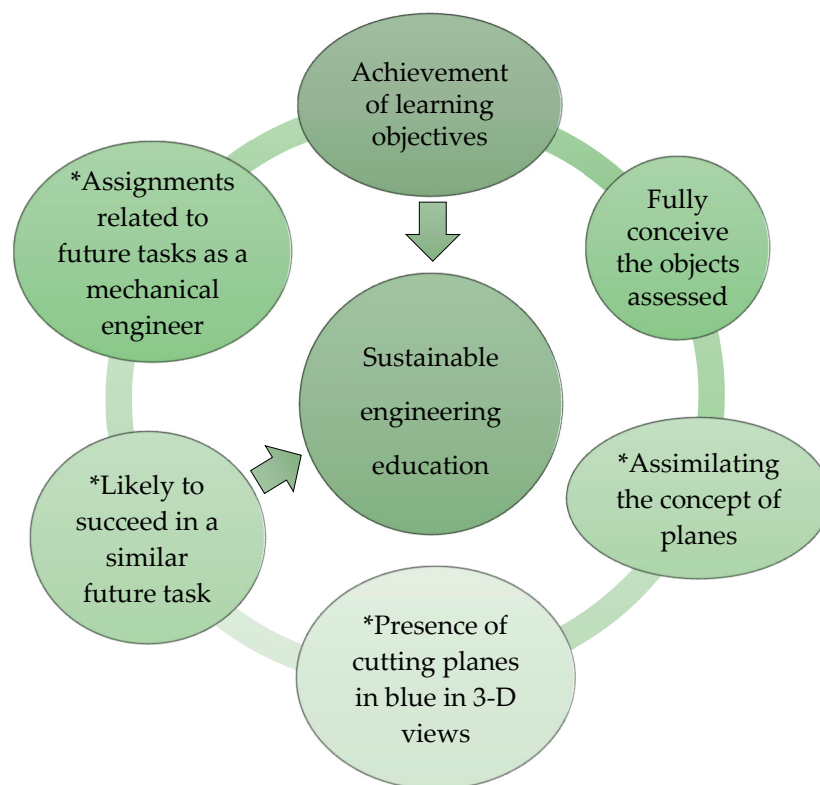 Achievement
of learning
objectives
Fully
conceive
the objects
assessed
*Assimilating
the concept of
planes
*Presence of
cutting planes
in blue in 3-D
views
*Likely to
succeed in a
similar
future task
*Assignments
related to
future tasks as a
mechanical
engineer
Sustainable
engineering
education